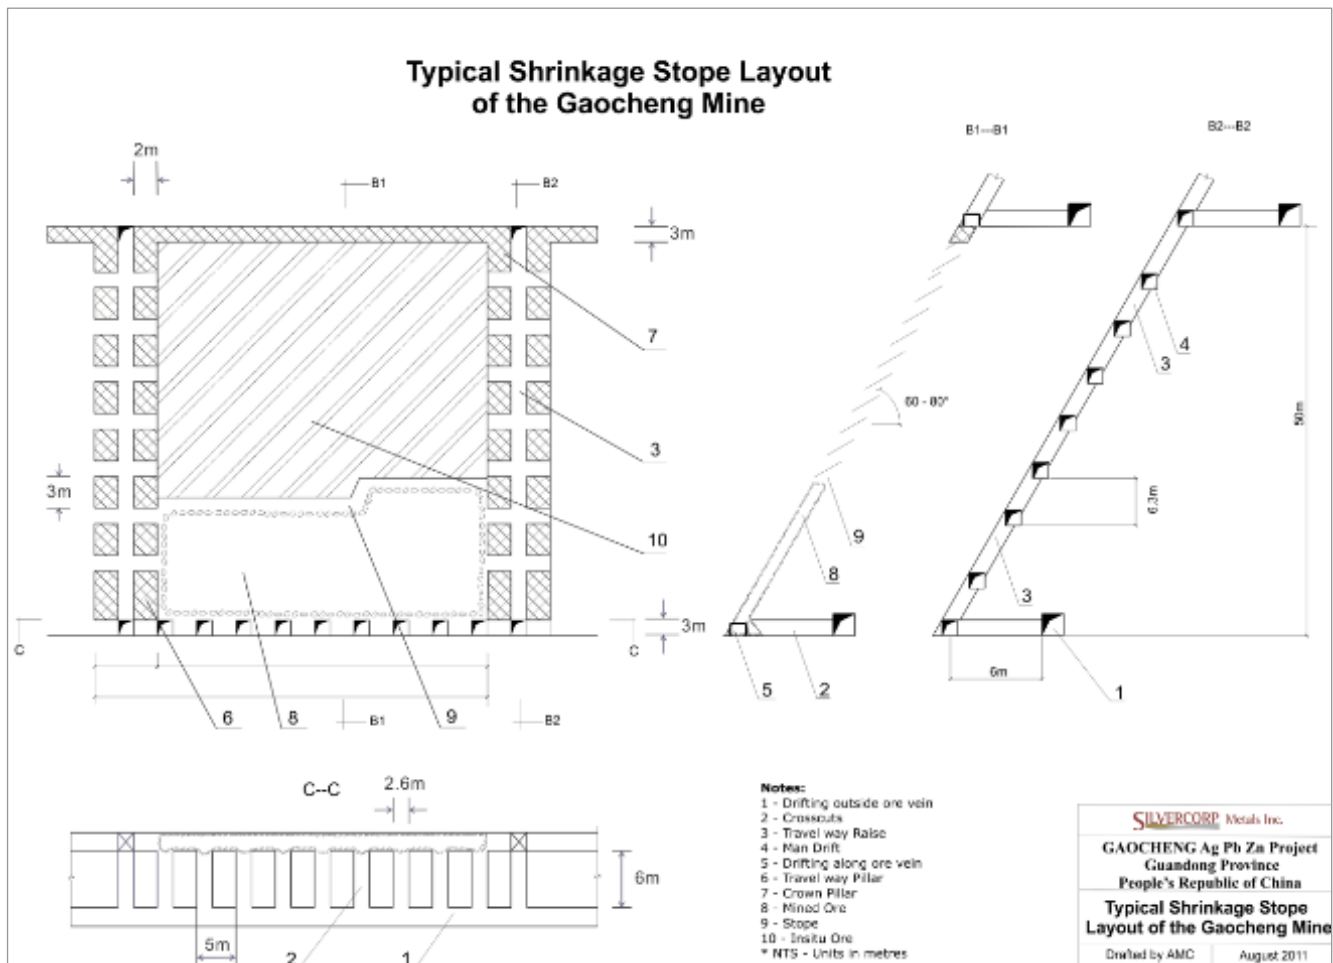 Typical Shrinkage Stope Layout
of the Gaocheng Mine
B1---B1
B2---B2
2m
B1
B2
3m
7
4
3
60 - 80°
50m
3
3m
6.3m
10
9
8
3
3m
C
C
6m
5
2
1
6
8
B1
9
B2
C--C
2.6m
6m
5m
2
1
Notes:
1 - Drifting outside ore vein
2 - Crosscuts
3 - Travel way Raise
4 - Man Drift
5 - Drifting along ore vein
6 - Travel way Pillar
7 - Crown Pillar
8 - Mined Ore
9 - Stope
10 - Insitu Ore
* NTS - Units in metres
SILVERCORP Metals Inc.
GAOCHENG Ag Pb Zn Project
Guandong Province
People's Republic of China
Typical Shrinkage Stope
Layout of the Gaocheng Mine
Drafted by AMC August 2011